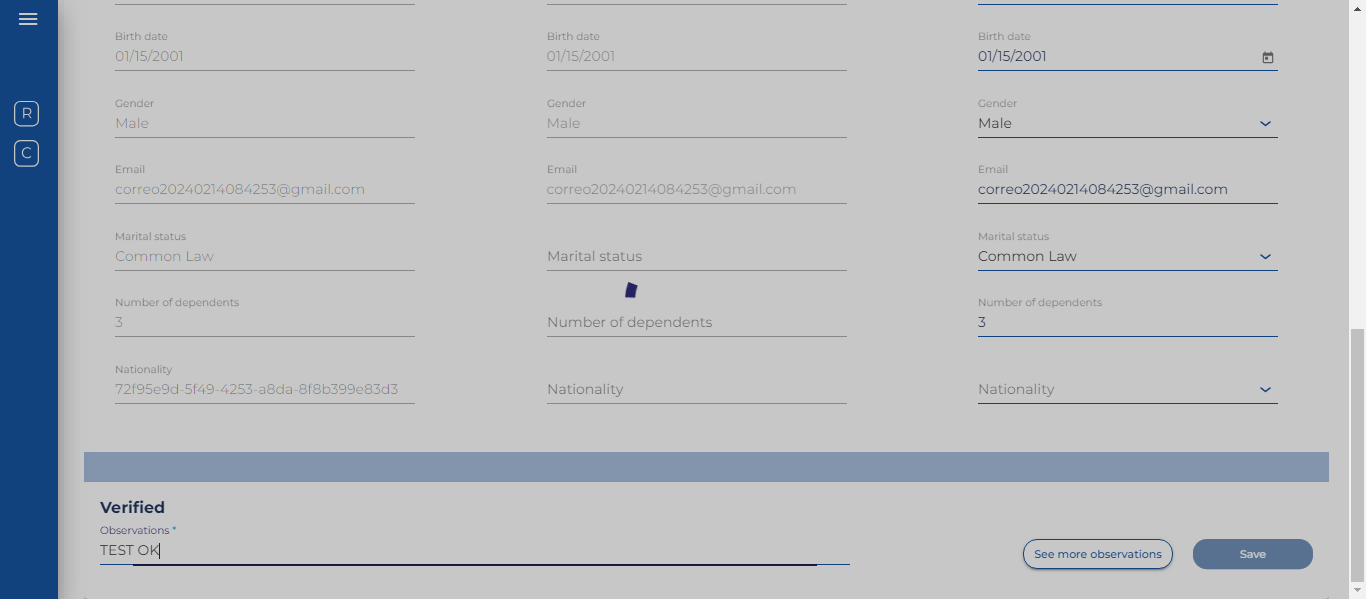 R
C
Birth date
01/15/2001
Birth date
01/15/2001
Birth date
01/15/2001
Gender
Male
Gender
Male
Gender
Male
Email
correo20240214084253@gmail.com
Email
correo20240214084253@gmail.com
Email
correo20240214084253@gmail.com
Marital status
Common Law
Marital status
Marital status
Common Law
Number of dependents
3
Number of dependents
Number of dependents
3
Nationality
72f95e9d-5f49-4253-a8da-8f8b399e83d3
Nationality
Nationality
Verified
Observations *
TEST OK
See more observations
Save